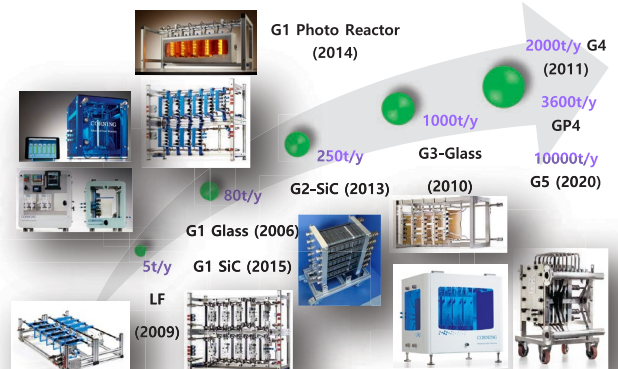 G1 Photo Reactor
(2014)
2000t/y G4
(2011)
3600t/y
GP4
10000t/y
G5 (2020)
1000t/y
G3-Glass
(2010)
250t/y
G2-SiC (2013)
80t/y
G1 Glass (2006)
G1 SiC (2015)
5t/y
LF
(2009)
CORNING
CORNING